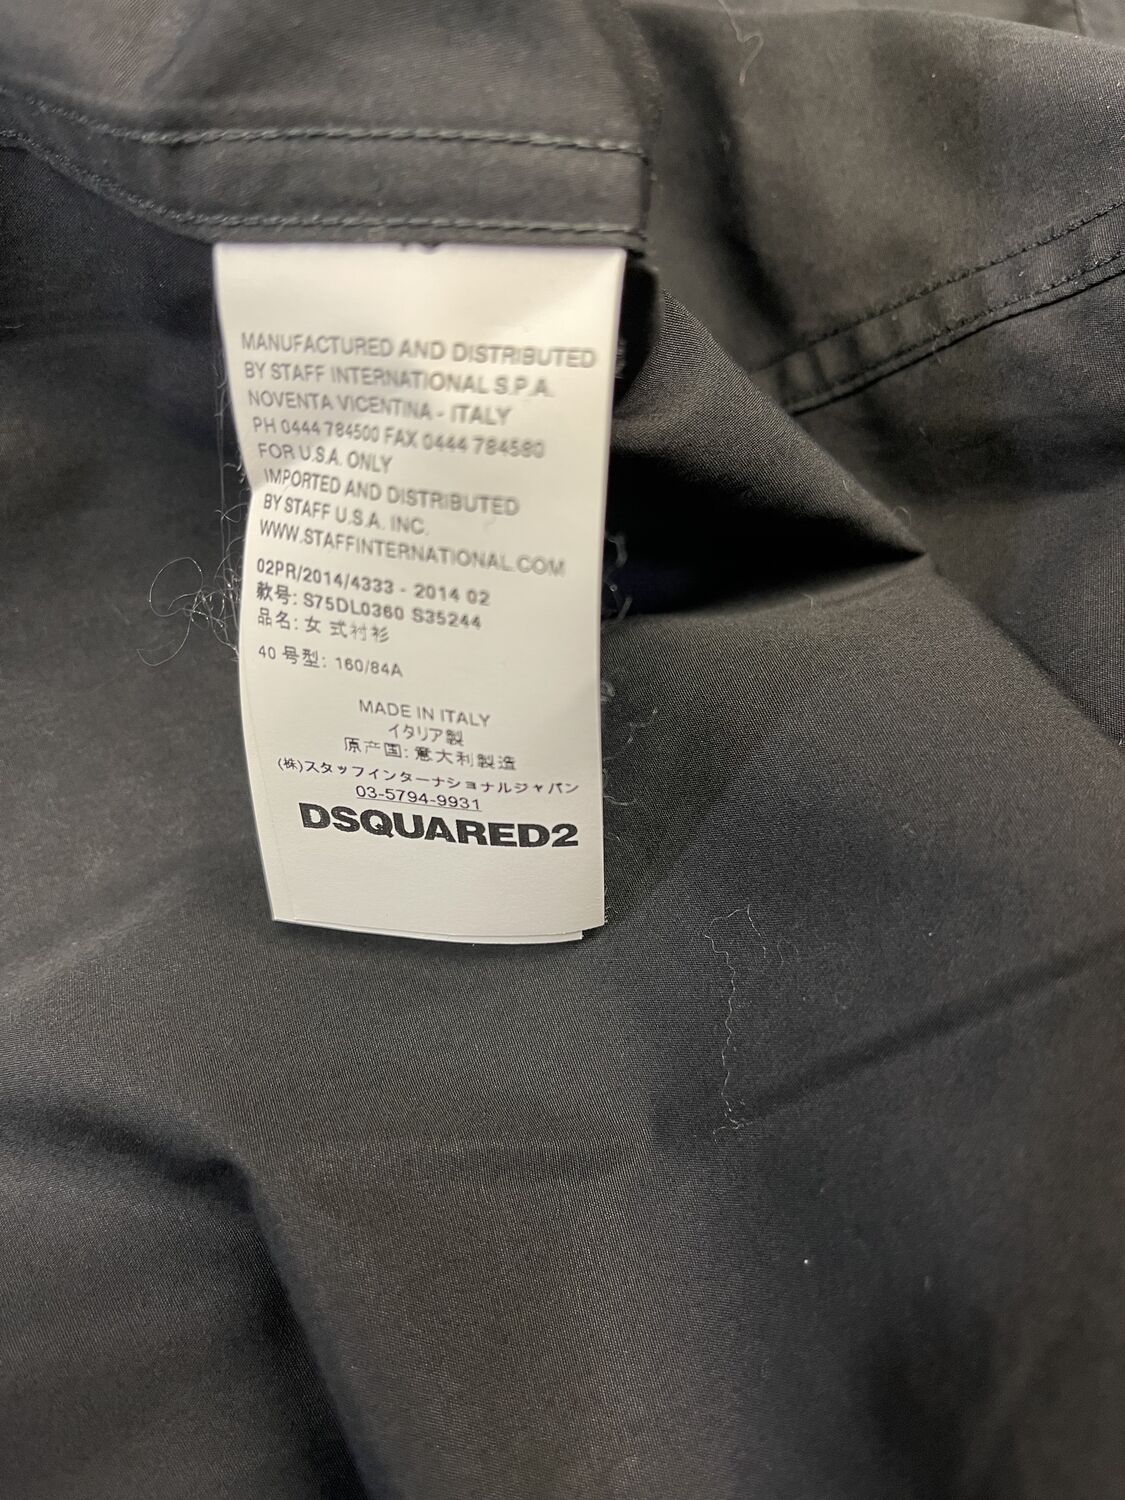 MANUFACTURED AND DISTRIBUTED
BY STAFF INTERNATIONAL S.P.A.
NOVENTA VICENTINA - ITALY
PH 0444 784500 FAX 0444 784580
FOR U.S.A. ONLY
IMPORTED AND DISTRIBUTED
BY STAFF U.S.A. INC.
WWW.STAFFINTERNATIONAL.COM
02PR/2014/4333 - 2014 02
款号: S75DL0360 S35244
品名: 女 式衬衫
40 号型: 160/84A
MADE IN ITALY
イタリア製
原产国: 意大利製造
(株)スタッフインターナショナルジャパン
03-5794-9931
DSQUARED2